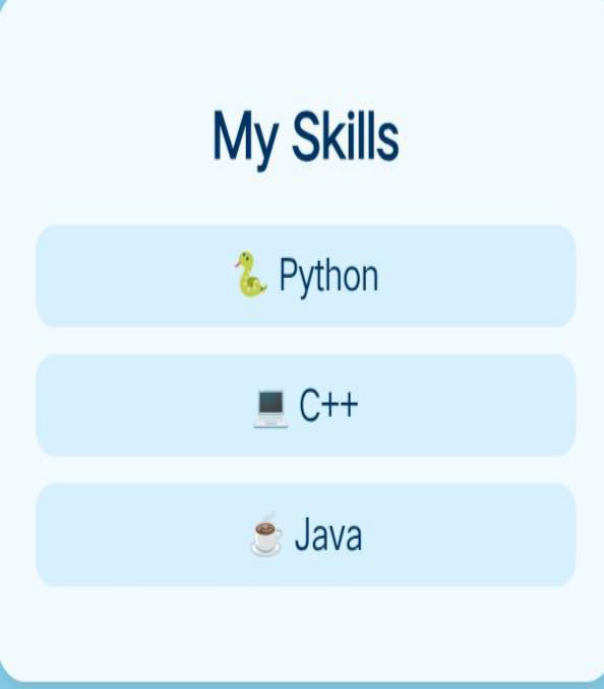 My Skills
🐍 Python
💻 C++
☕ Java